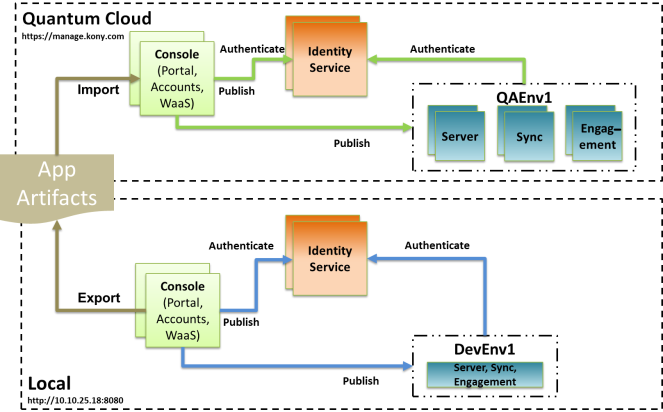 Quantum Cloud
https://manage.kony.com
Console
(Portal,
Accounts,
WaaS)
Authenticate
Publish
Identity
Service
Authenticate
Import
Publish
QAEnv1
Server
Sync
Engag–
ement
App
Artifacts
Authenticate
Identity
Service
Authenticate
Export
Console
(Portal,
Accounts,
WaaS)
Publish
DevEnv1
Server, Sync,
Engagement
Publish
Local
http://10.10.25.18:8080